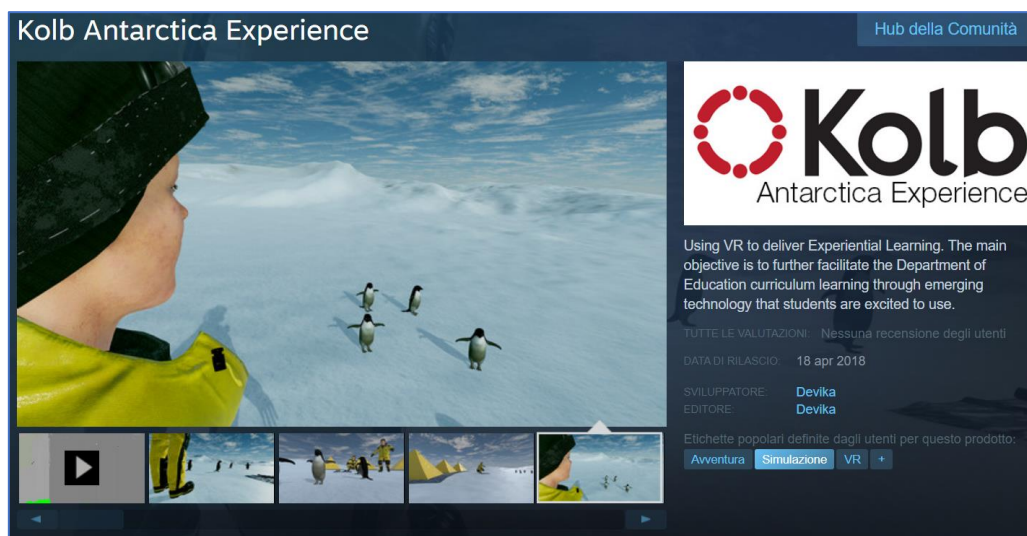 Kolb Antarctica Experience
Hub della Comunità
Kolb
Antarctica Experience
Using VR to deliver Experiential Learning. The main
objective is to further facilitate the Department of
Education curriculum learning through emerging
technology that students are excited to use.
TUTTE LE VALUTAZIONI: Nessuna recensione degli utenti
DATA DI RILASCIO: 18 apr 2018
SVILUPPATORE: Devika
EDITORE: Devika
Etichette popolari definite dagli utenti per questo prodotto:
Avventura Simulazione VR +